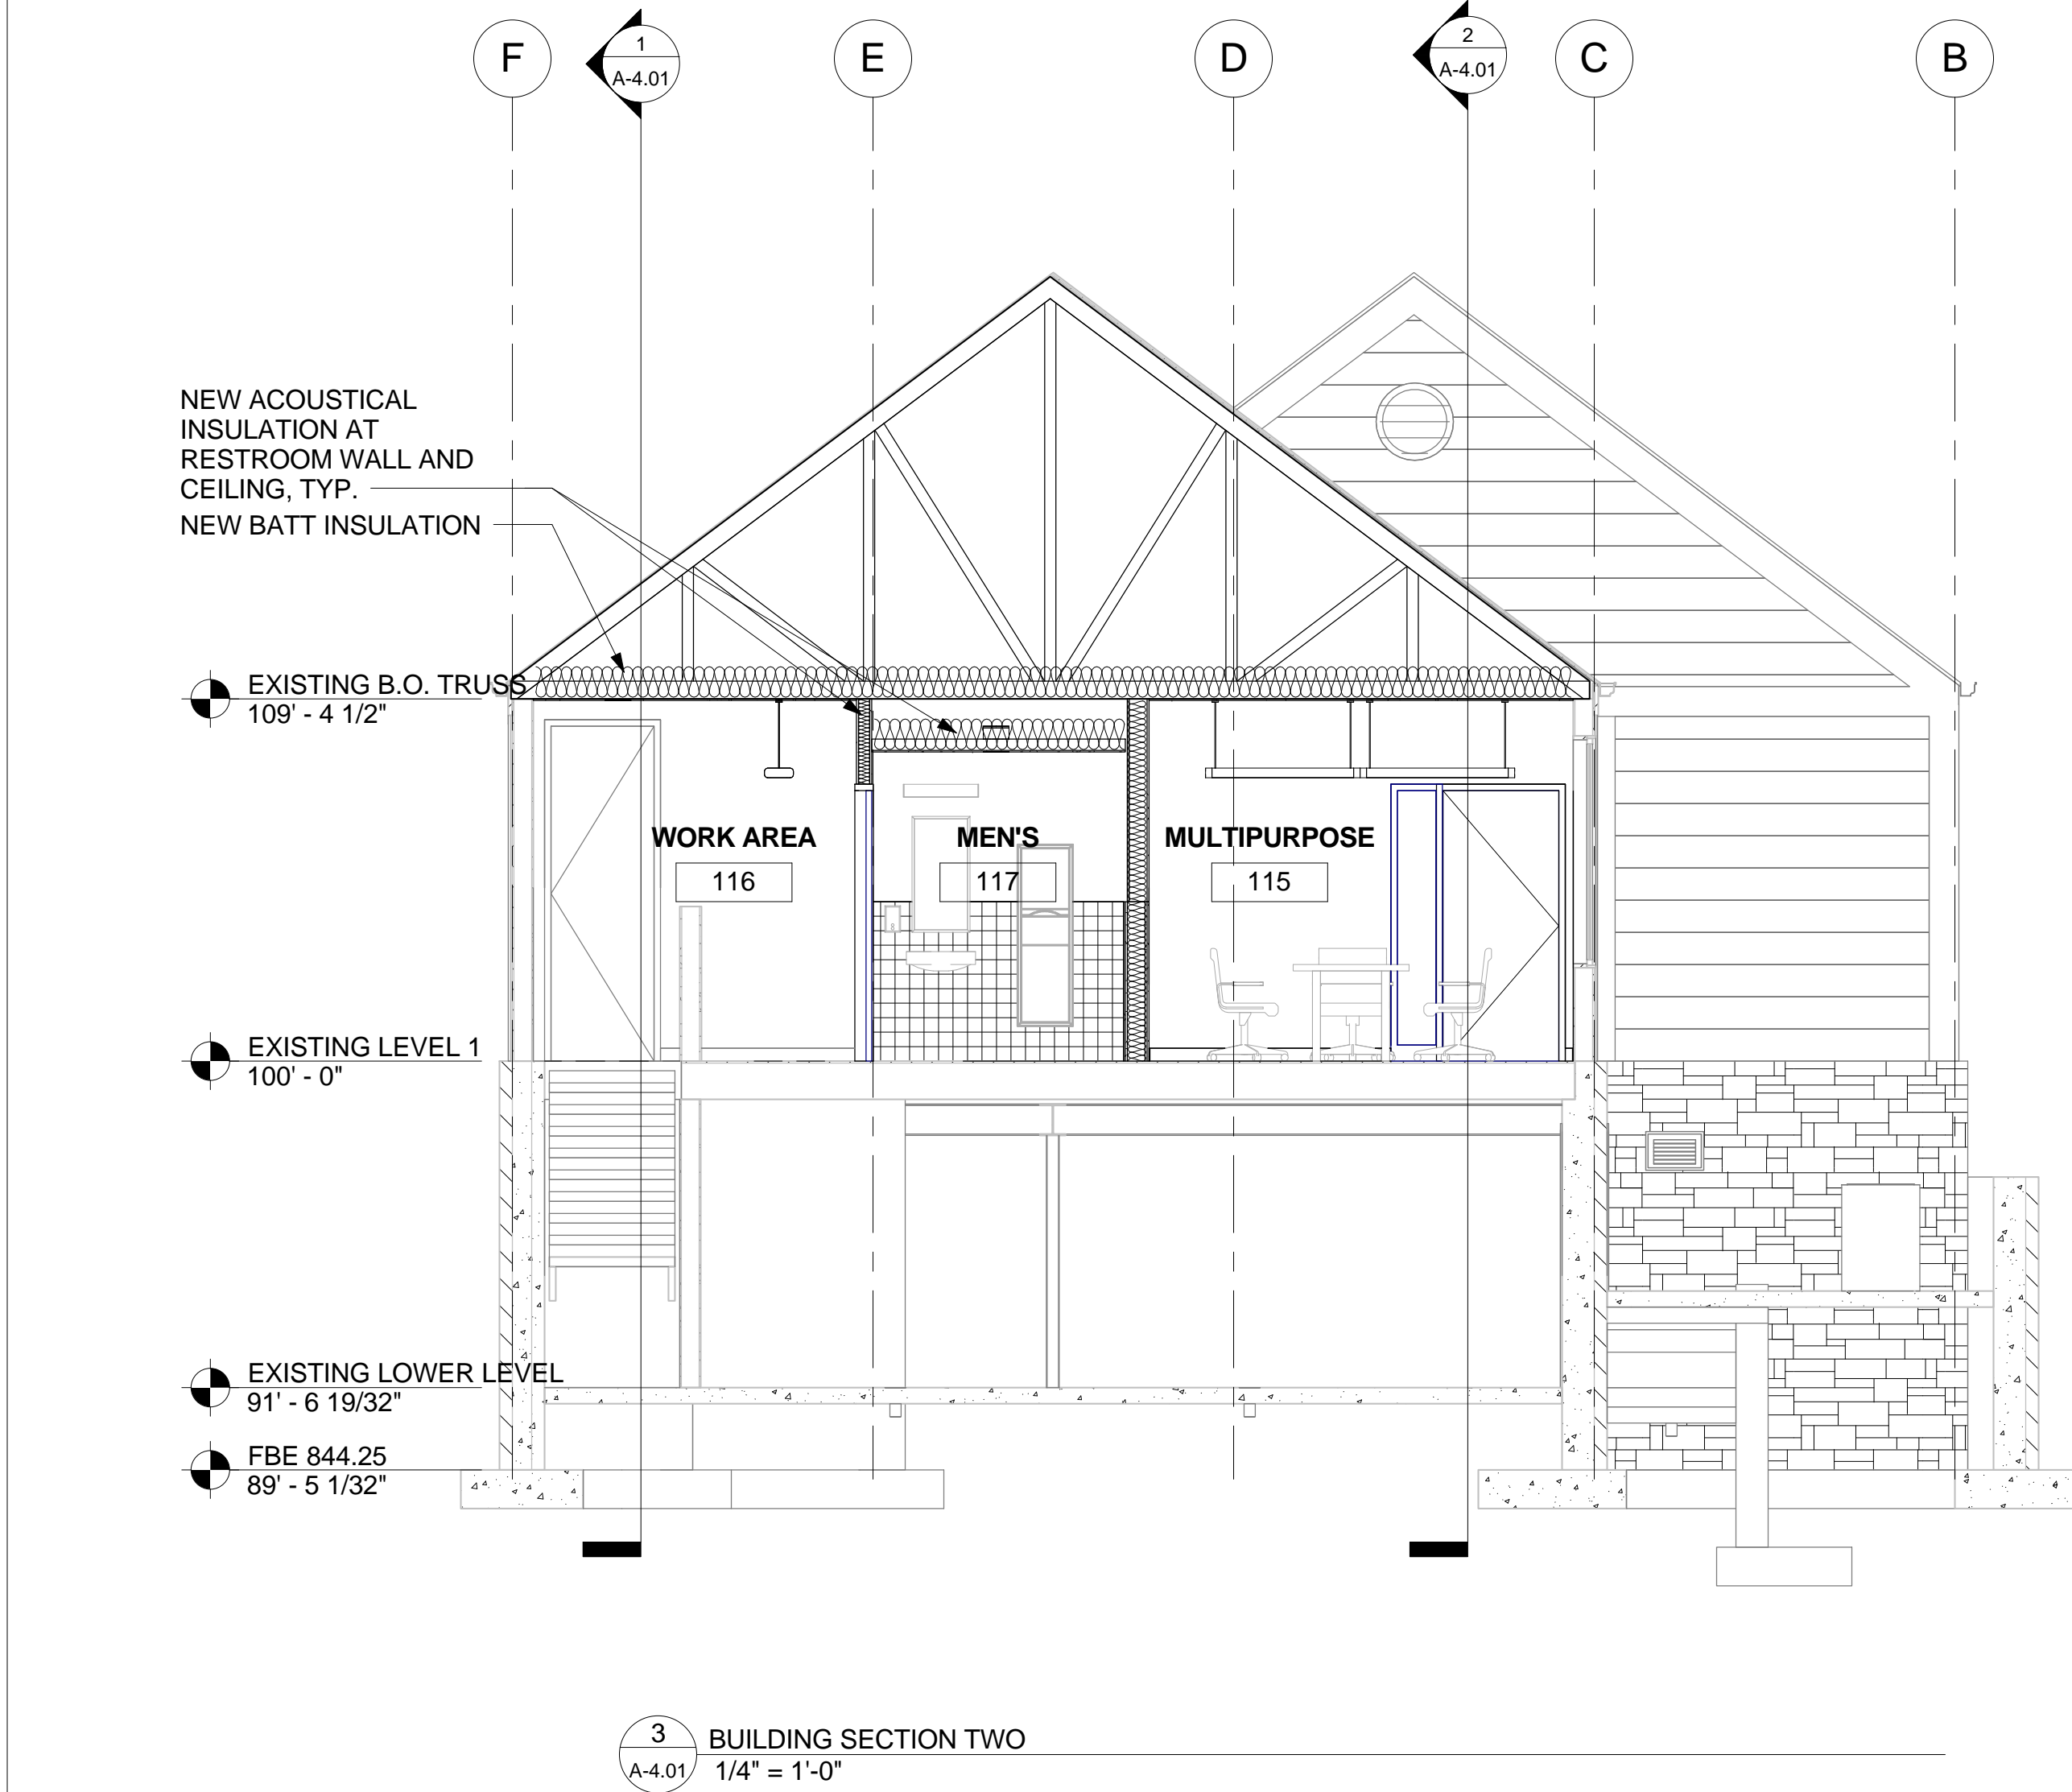 F
1
A-4.01
E
D
2
A-4.01
C
B
NEW ACOUSTICAL
INSULATION AT
RESTROOM WALL AND
CEILING, TYP.
NEW BATT INSULATION
EXISTING B.O. TRUSS
109' - 4 1/2"
WORK AREA
116
MEN'S
117
MULTIPURPOSE
115
EXISTING LEVEL 1
100' - 0"
EXISTING LOWER LEVEL
91' - 6 19/32"
FBE 844.25
89' - 5 1/32"
3
A-4.01
BUILDING SECTION TWO
1/4" = 1'-0"